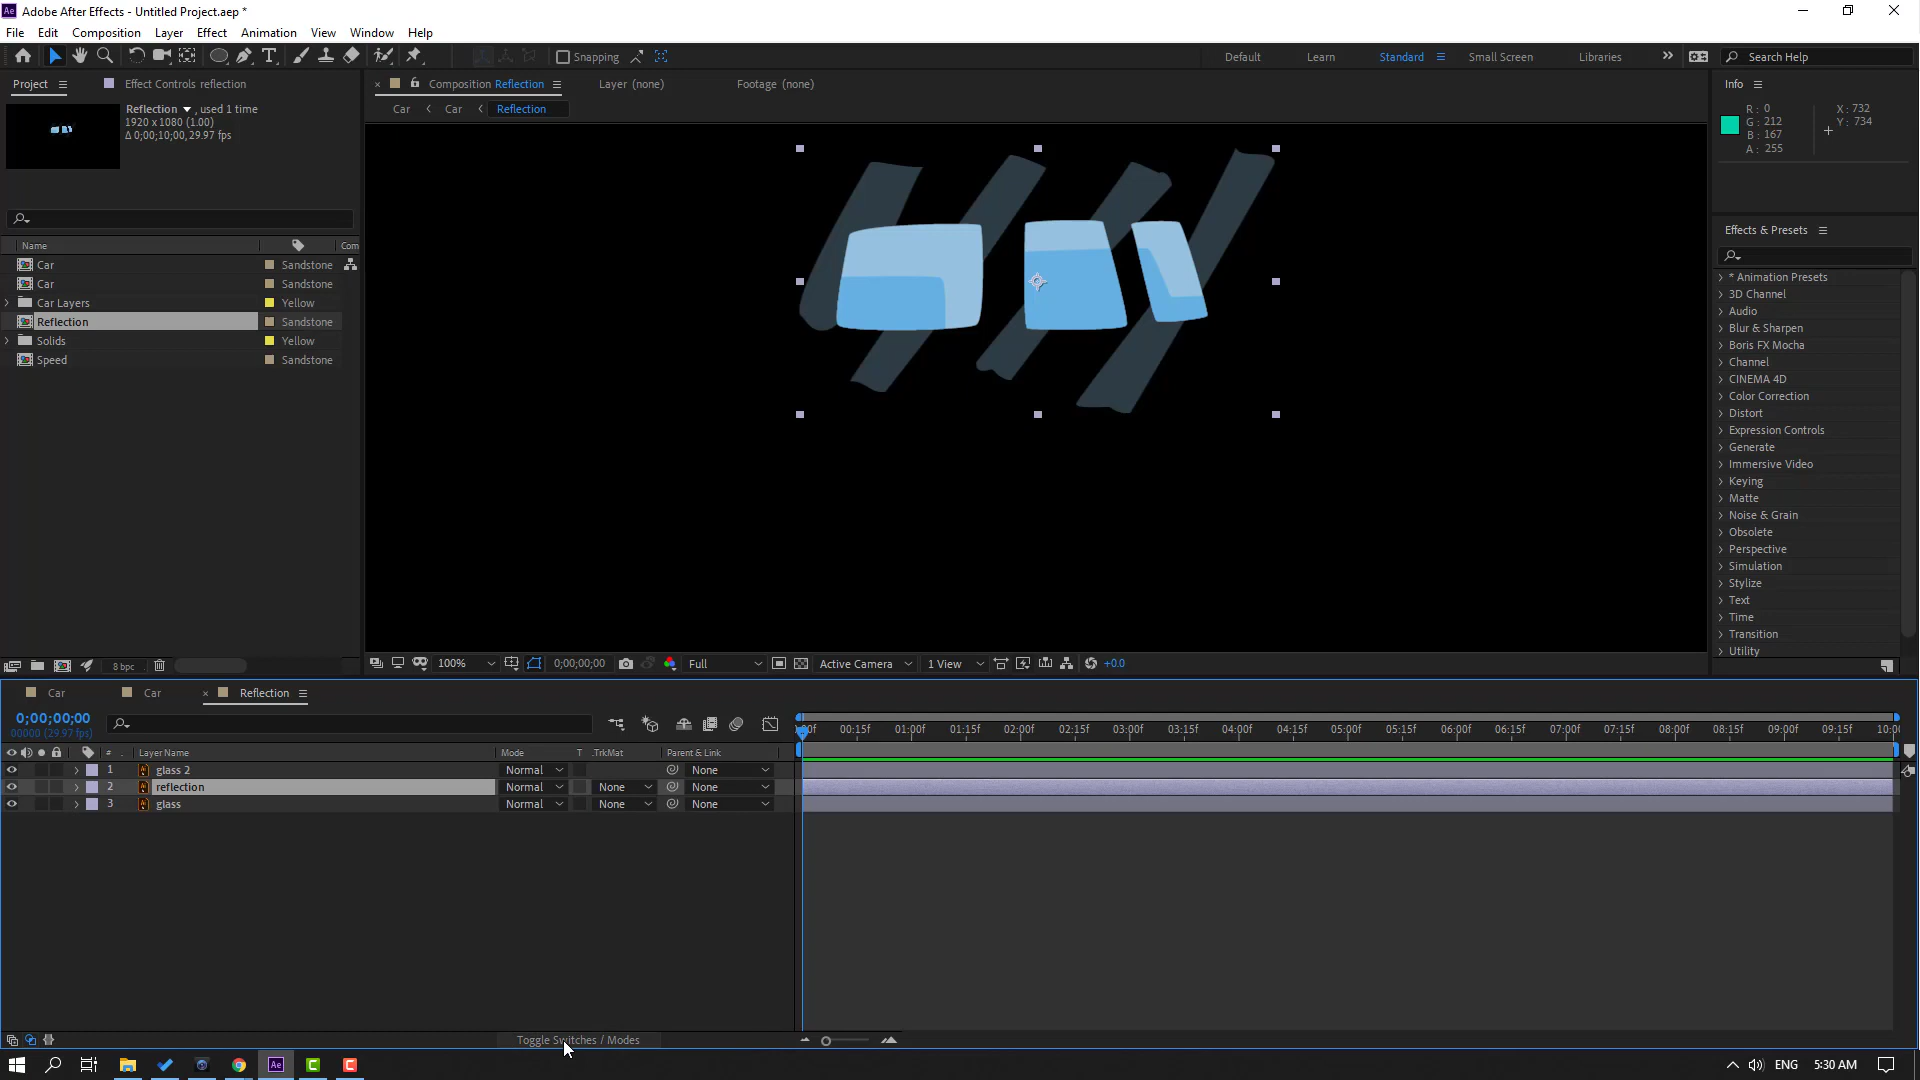 Adobe After Effects - Untitled Project.aep *
File Edit Composition Layer Effect Animation View Window Help
Snapping
Default Learn Standard Small Screen Libraries Search Help
Project Effect Controls reflection
Reflection , used 1 time
1920 x 1080 (1.00)
Δ 0;00;10;00, 29.97 fps
Name Com
Car Sandstone
Car Sandstone
Car Layers Yellow
Reflection Sandstone
Solids Yellow
Speed Sandstone
8 bpc
Composition Reflection Layer (none) Footage (none)
Car Car Reflection
100% 0;00;00;00 Full Active Camera 1 View +0.0
Info
R: 0
G: 212
B: 167
A: 255
X: 732
Y: 734
Effects & Presets
* Animation Presets
3D Channel
Audio
Blur & Sharpen
Boris FX Mocha
Channel
CINEMA 4D
Color Correction
Distort
Expression Controls
Generate
Immersive Video
Keying
Matte
Noise & Grain
Obsolete
Perspective
Simulation
Stylize
Text
Time
Transition
Utility
Car Car Reflection
0;00;00;00
00000 (29.97 fps)
:00f 00:15f 01:00f 01:15f 02:00f 02:15f 03:00f 03:15f 04:00f 04:15f 05:00f 05:15f 06:00f 06:15f 07:00f 07:15f 08:00f 08:15f 09:00f 09:15f 10:00
# Layer Name Mode T .TrkMat Parent & Link
1 glass 2 Normal None
2 reflection Normal None None
3 glass Normal None None
Toggle Switches / Modes
Ae ENG 5:30 AM